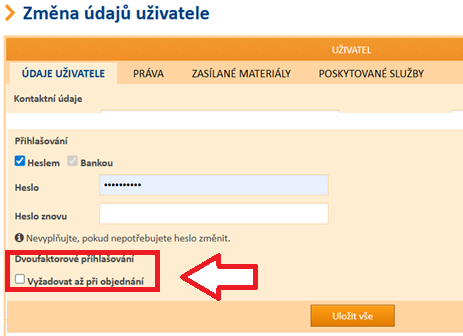 Změna údajů uživatele
UŽIVATEL
ÚDAJE UŽIVATELE PRÁVA ZASÍLANÉ MATERIÁLY POSKYTOVANÉ SLUŽBY
Kontaktní údaje
Přihlašování
Heslem Bankou
Heslo ••••••••••
Heslo znovu
Nevyplňujte, pokud nepotřebujete heslo změnit.
Dvoufaktorové přihlašování
Vyžadovat až při objednání
Uložit vše